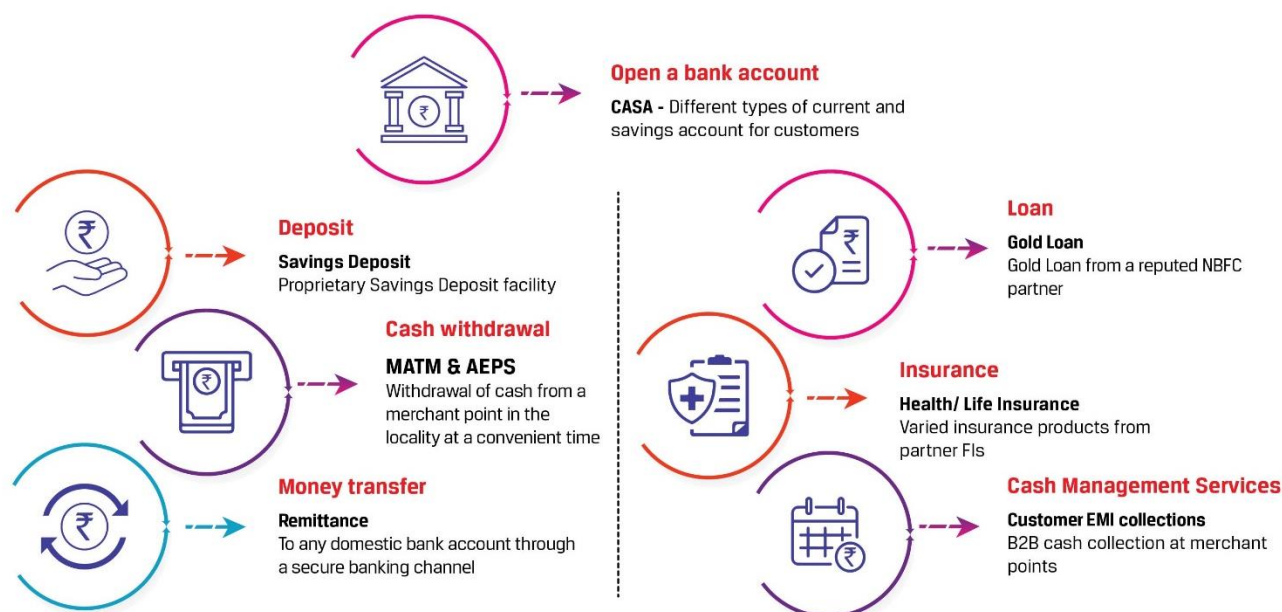 Open a bank account
CASA - Different types of current and
savings account for customers
Deposit
Savings Deposit
Proprietary Savings Deposit facility
Cash withdrawal
MATM & AEPS
Withdrawal of cash from a
merchant point in the
locality at a convenient time
Money transfer
Remittance
To any domestic bank account through
a secure banking channel
Loan
Gold Loan
Gold Loan from a reputed NBFC
partner
Insurance
Health/ Life Insurance
Varied insurance products from
partner FIs
Cash Management Services
Customer EMI collections
B2B cash collection at merchant
points